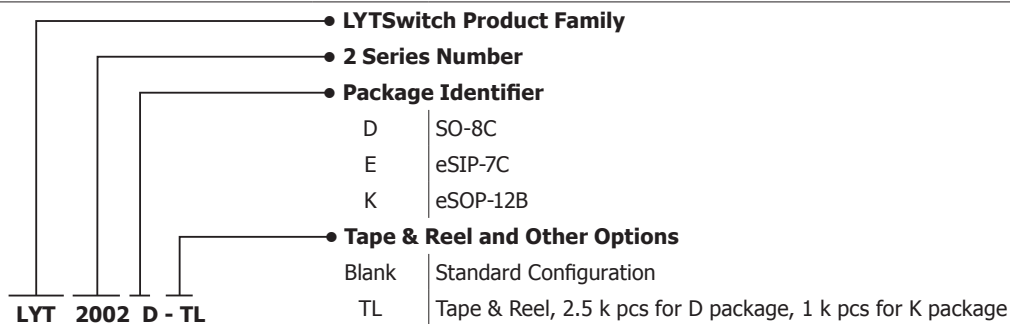 • LYTSwitch Product Family
• 2 Series Number
• Package Identifier
D SO-8C
E eSIP-7C
K eSOP-12B
• Tape & Reel and Other Options
Blank Standard Configuration
TL Tape & Reel, 2.5 k pcs for D package, 1 k pcs for K package
LYT 2002 D - TL